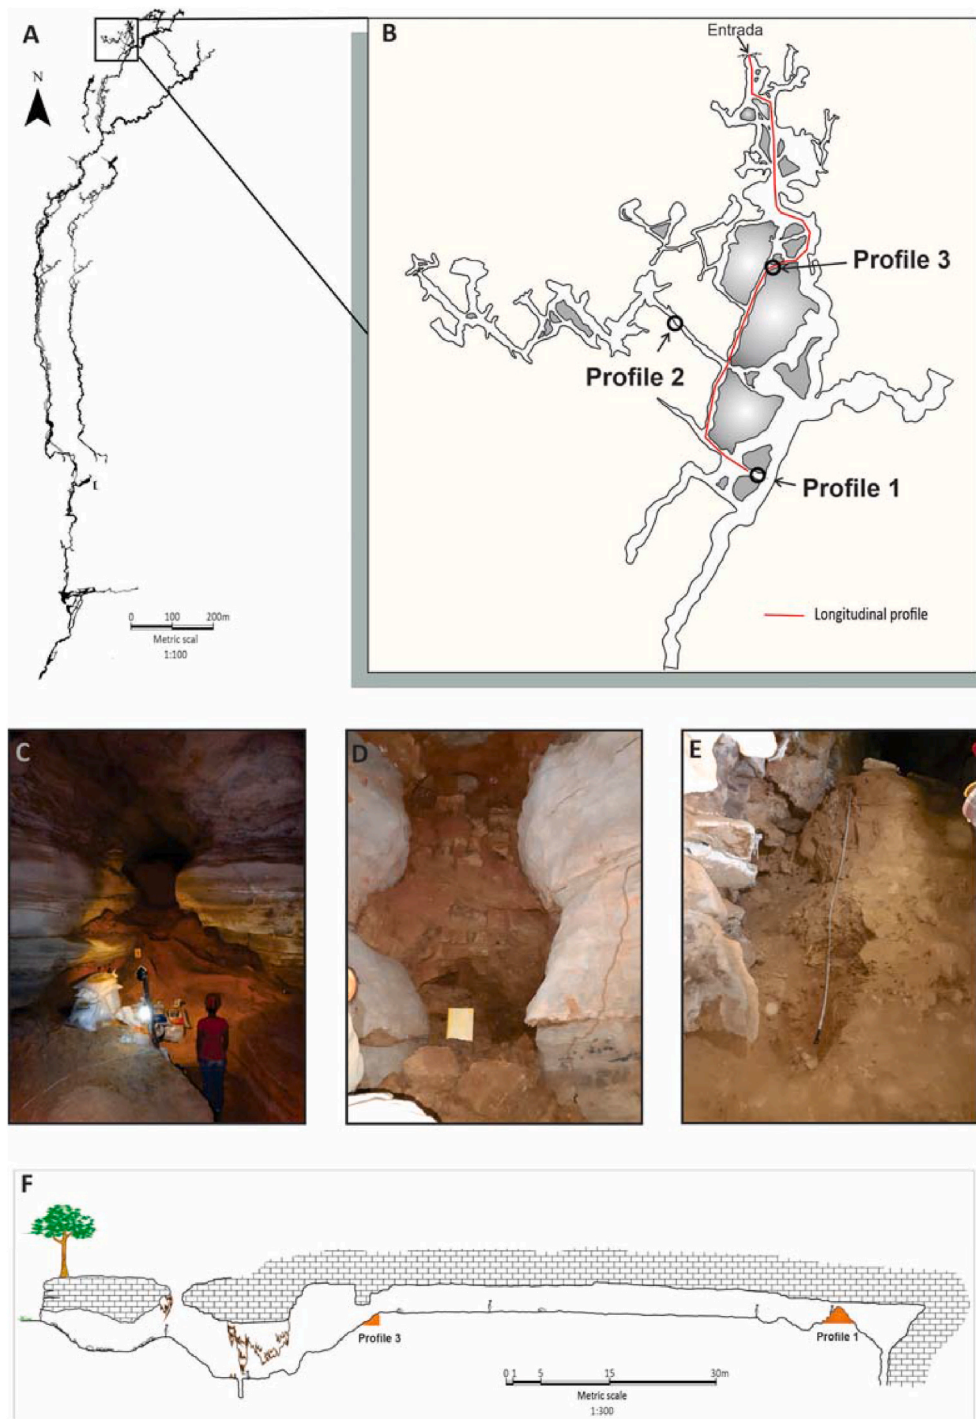 A
N
0 100 200m
Metric scal
1:100
B
Entrada
Profile 3
Profile 2
Profile 1
Longitudinal profile
C
D
E
F
Profile 3
Profile 1
0 1 5 15 30m
Metric scale
1:300